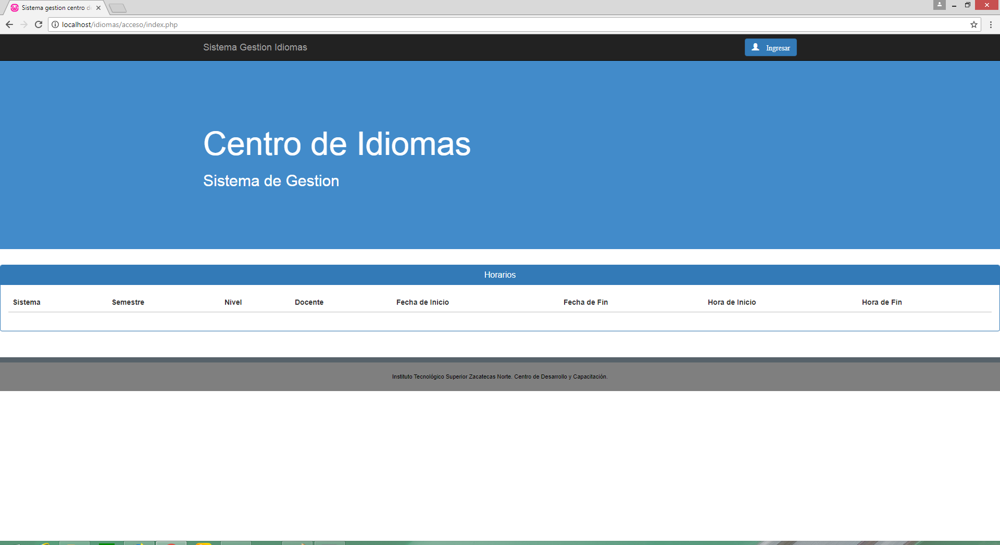 Sistema gestion centro d
localhost/idiomas/acceso/index.php
Sistema Gestion Idiomas
Ingresar
Centro de Idiomas
Sistema de Gestion
Horarios
Sistema Semestre Nivel Docente Fecha de Inicio Fecha de Fin Hora de Inicio Hora de Fin
Instituto Tecnológico Superior Zacatecas Norte. Centro de Desarrollo y Capacitación.